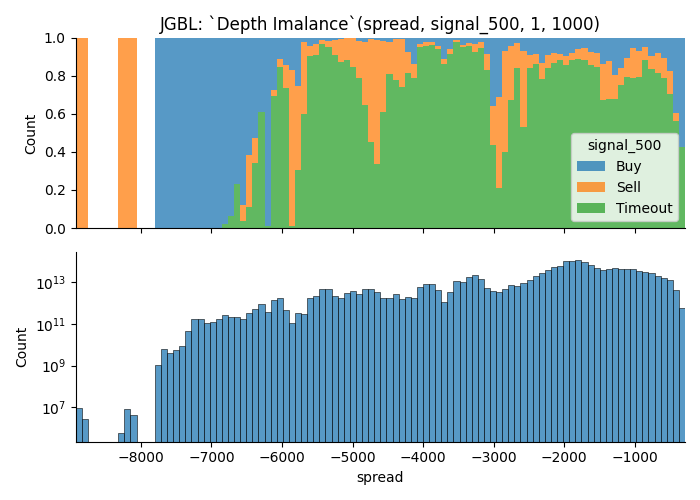 JGBL: `Depth Imalance`(spread, signal_500, 1, 1000)
1.0
0.8
0.6
0.4
0.2
0.0
Count
signal_500
Buy
Sell
Timeout
10^13
10^11
10^9
10^7
Count
−8000 −7000 −6000 −5000 −4000 −3000 −2000 −1000
spread